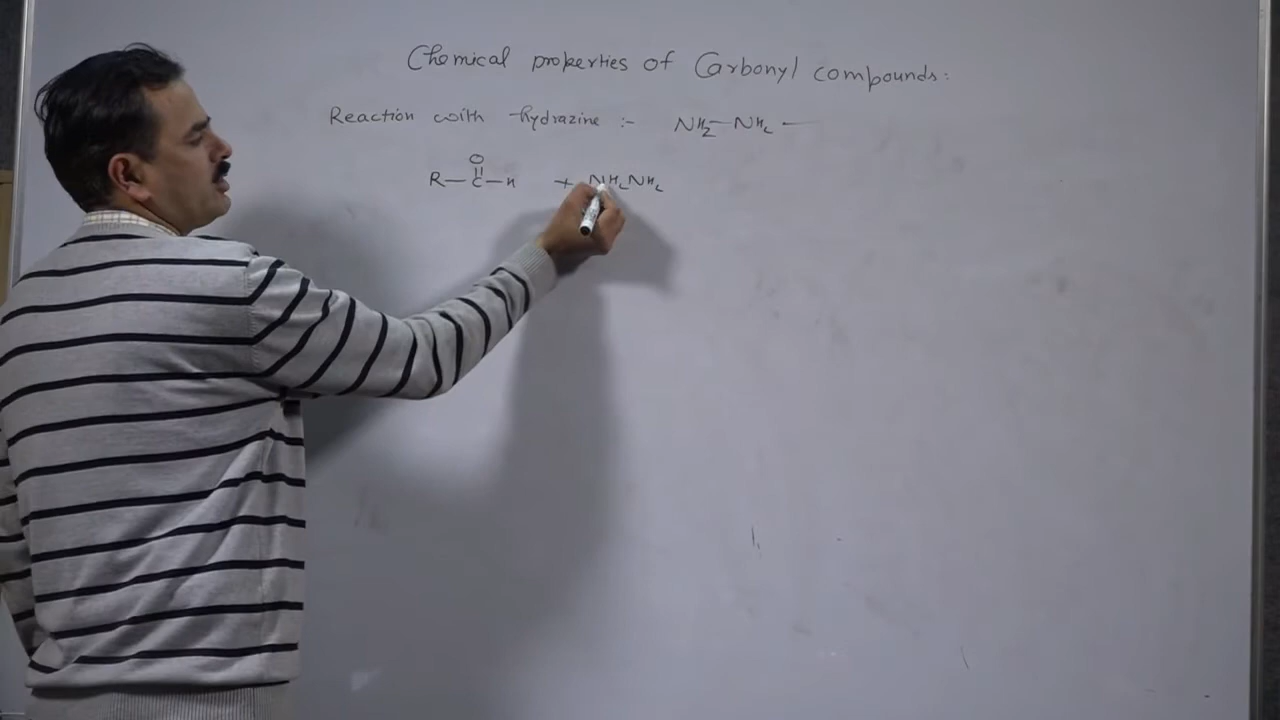 Chemical properties of Carbonyl compounds:
Reaction with hydrazine :- NH2-NH2 —
O
||
R—C—H + NH2NH2